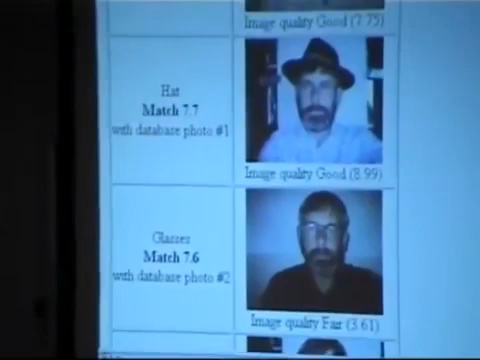 Image quality Good (7.75)
Hat
Match 7.7
with database photo #1
Image quality Good (8.99)
Glasses
Match 7.6
with database photo #2
Image quality Fair (3.61)